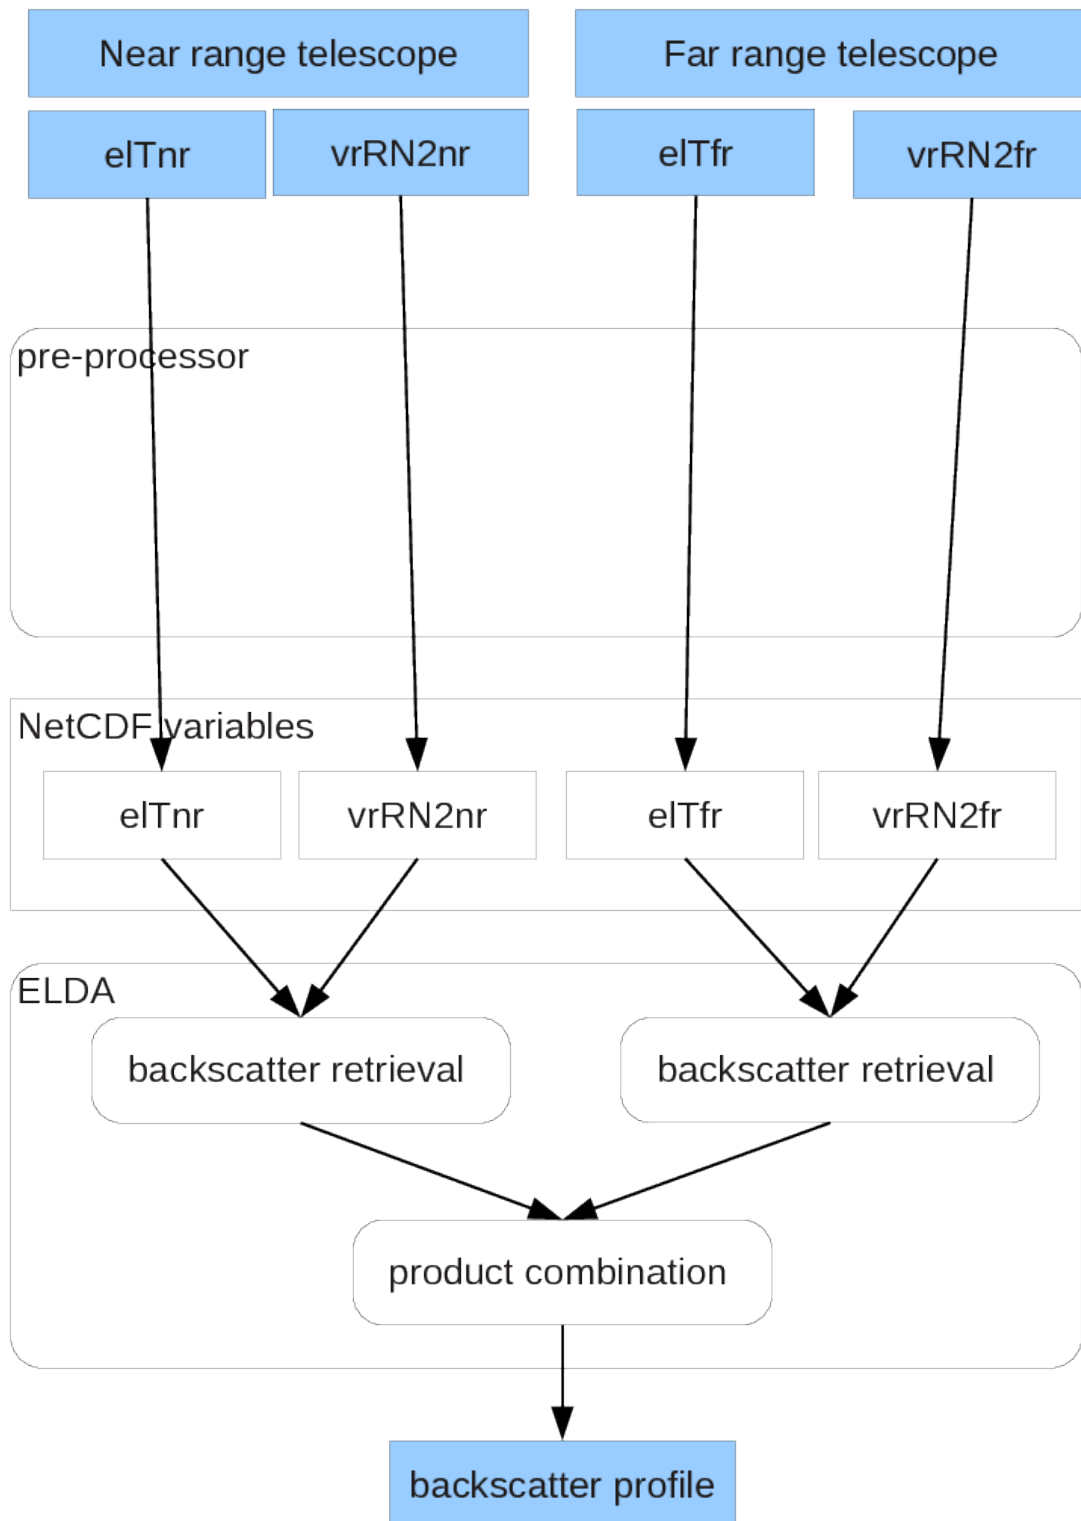 Near range telescope
Far range telescope
elTnr
vrRN2nr
elTfr
vrRN2fr
pre-processor
NetCDF variables
elTnr
vrRN2nr
elTfr
vrRN2fr
ELDA
backscatter retrieval
backscatter retrieval
product combination
backscatter profile